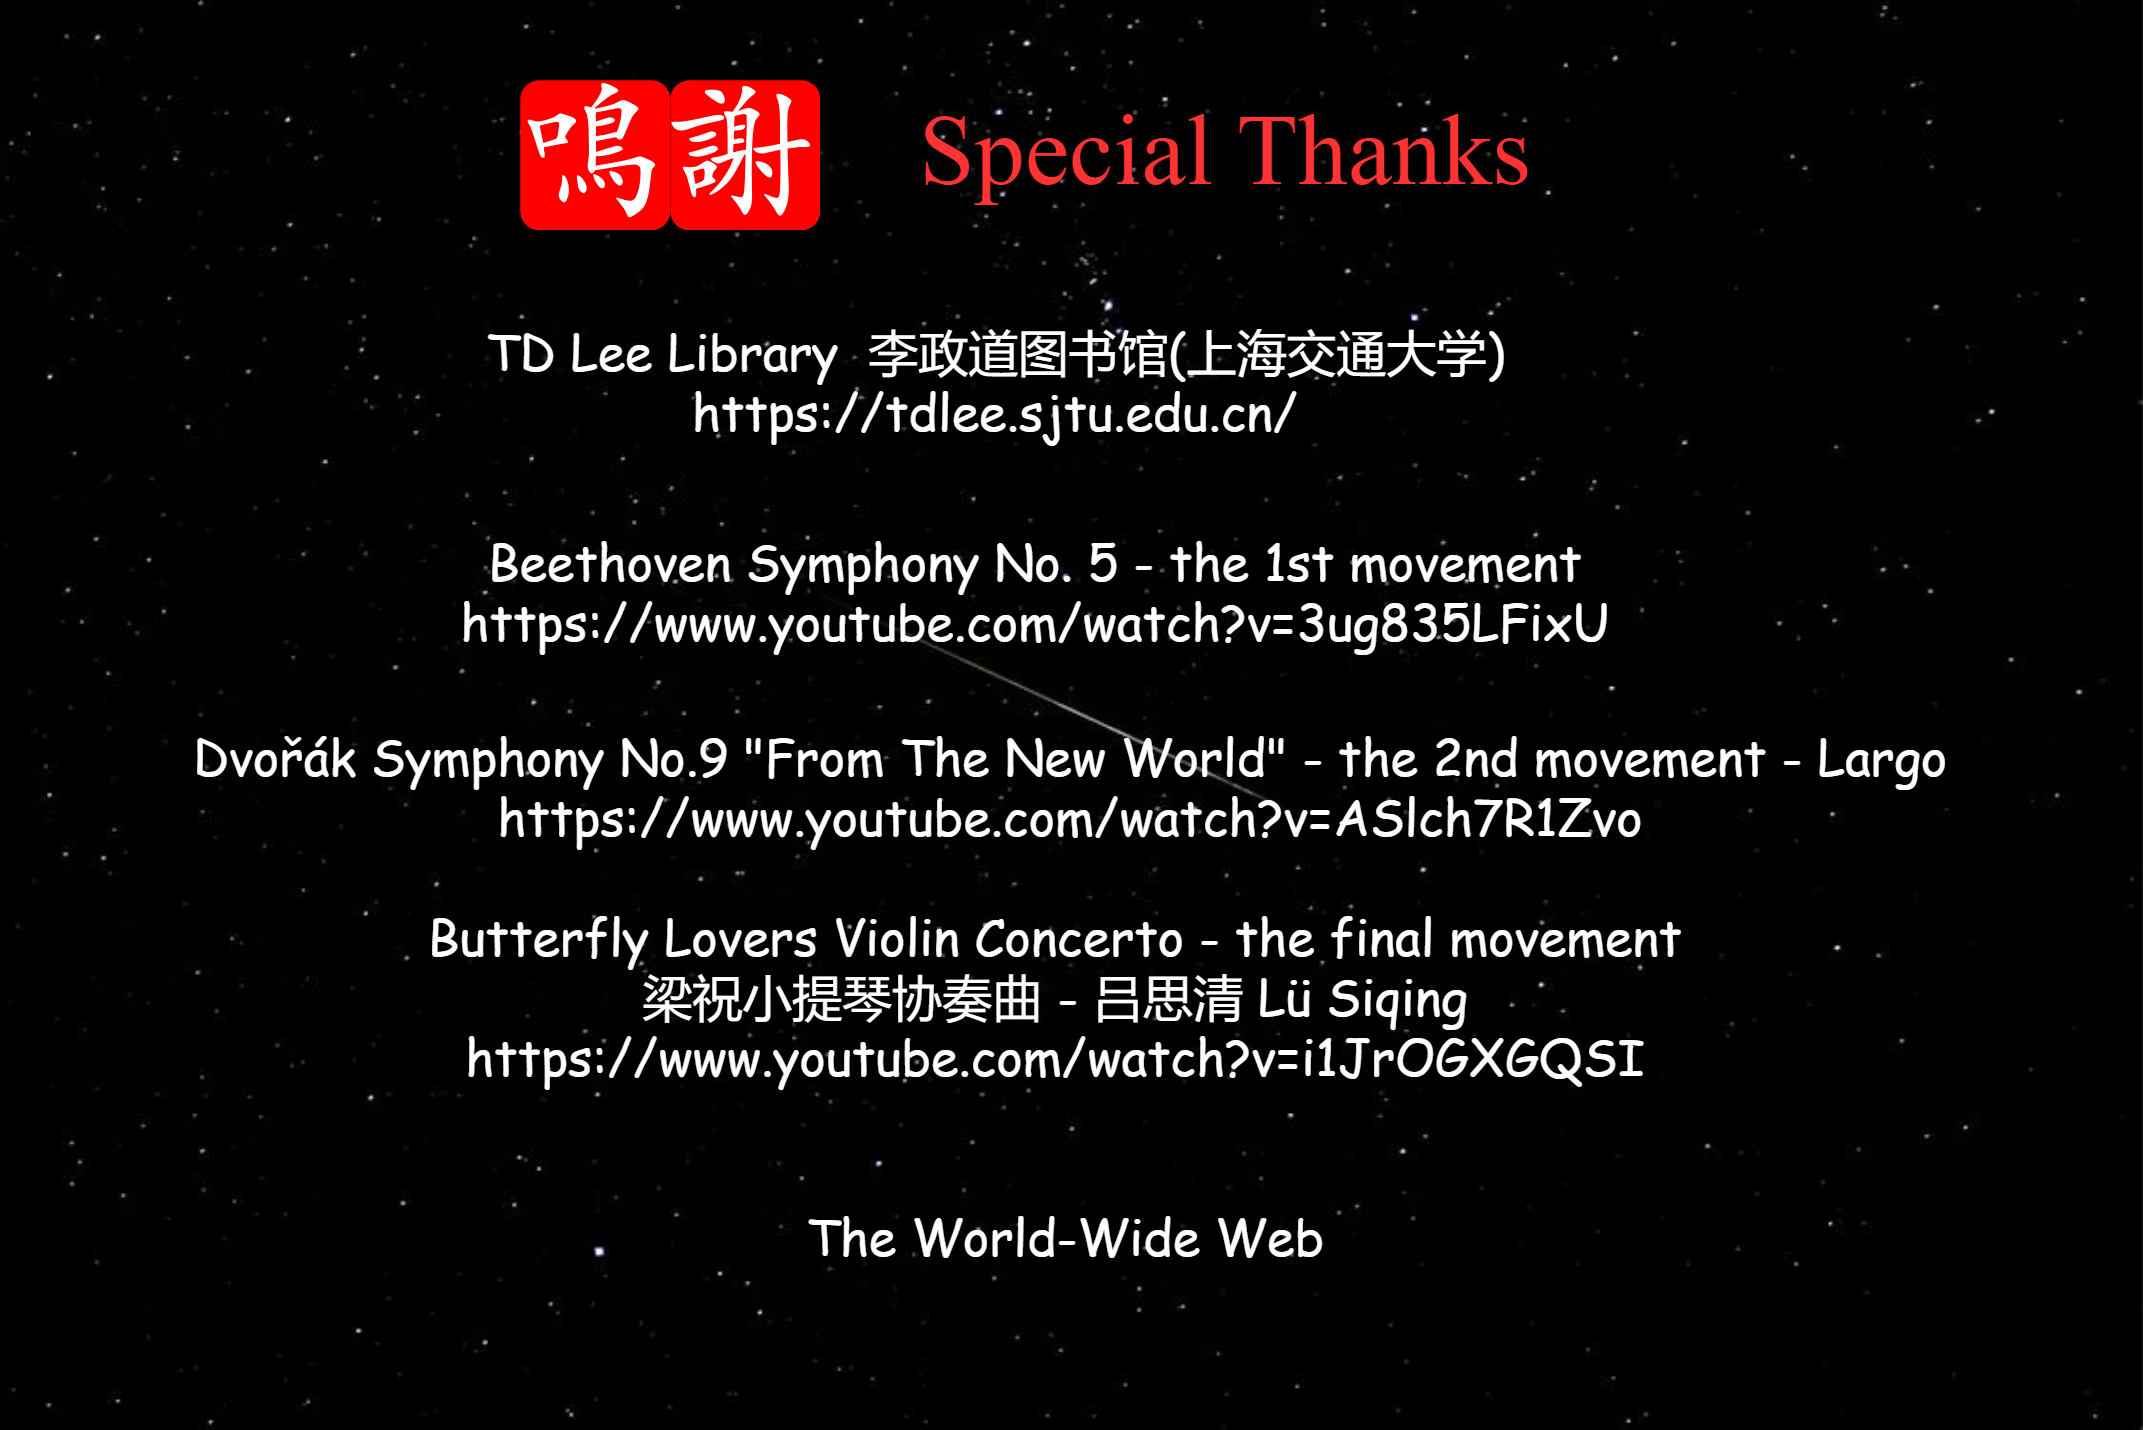 鳴謝 Special Thanks
TD Lee Library 李政道图书馆(上海交通大学)
https://tdlee.sjtu.edu.cn/
Beethoven Symphony No. 5 - the 1st movement
https://www.youtube.com/watch?v=3ug835LFixU
Dvořák Symphony No.9 "From The New World" - the 2nd movement - Largo
https://www.youtube.com/watch?v=ASlch7R1Zvo
Butterfly Lovers Violin Concerto - the final movement
梁祝小提琴协奏曲 - 吕思清 Lü Siqing
https://www.youtube.com/watch?v=i1JrOGXGQSI
The World-Wide Web